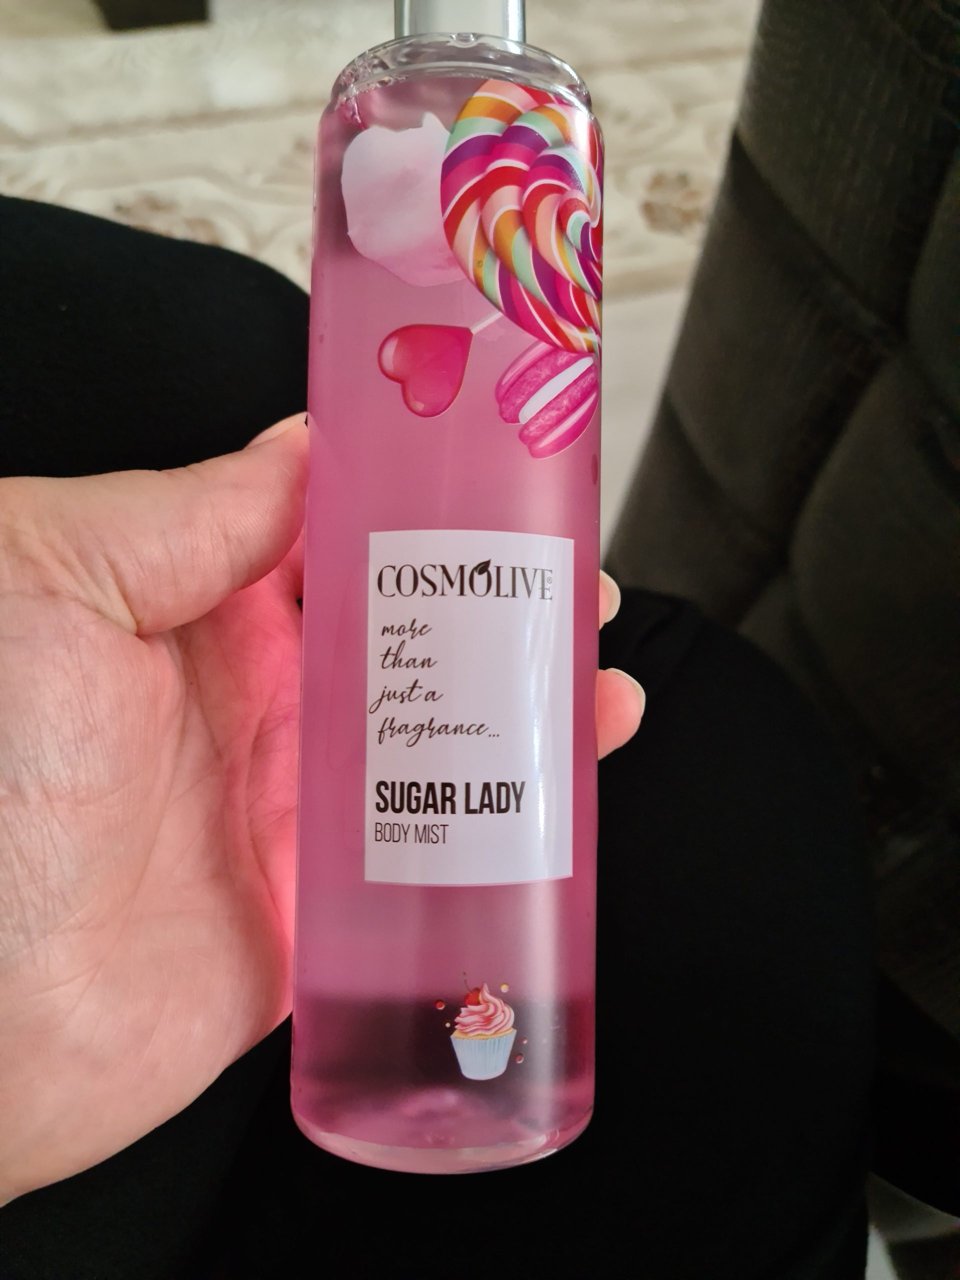 COSMOLIVE®
more
than
just a
fragrance...
SUGAR LADY
BODY MIST